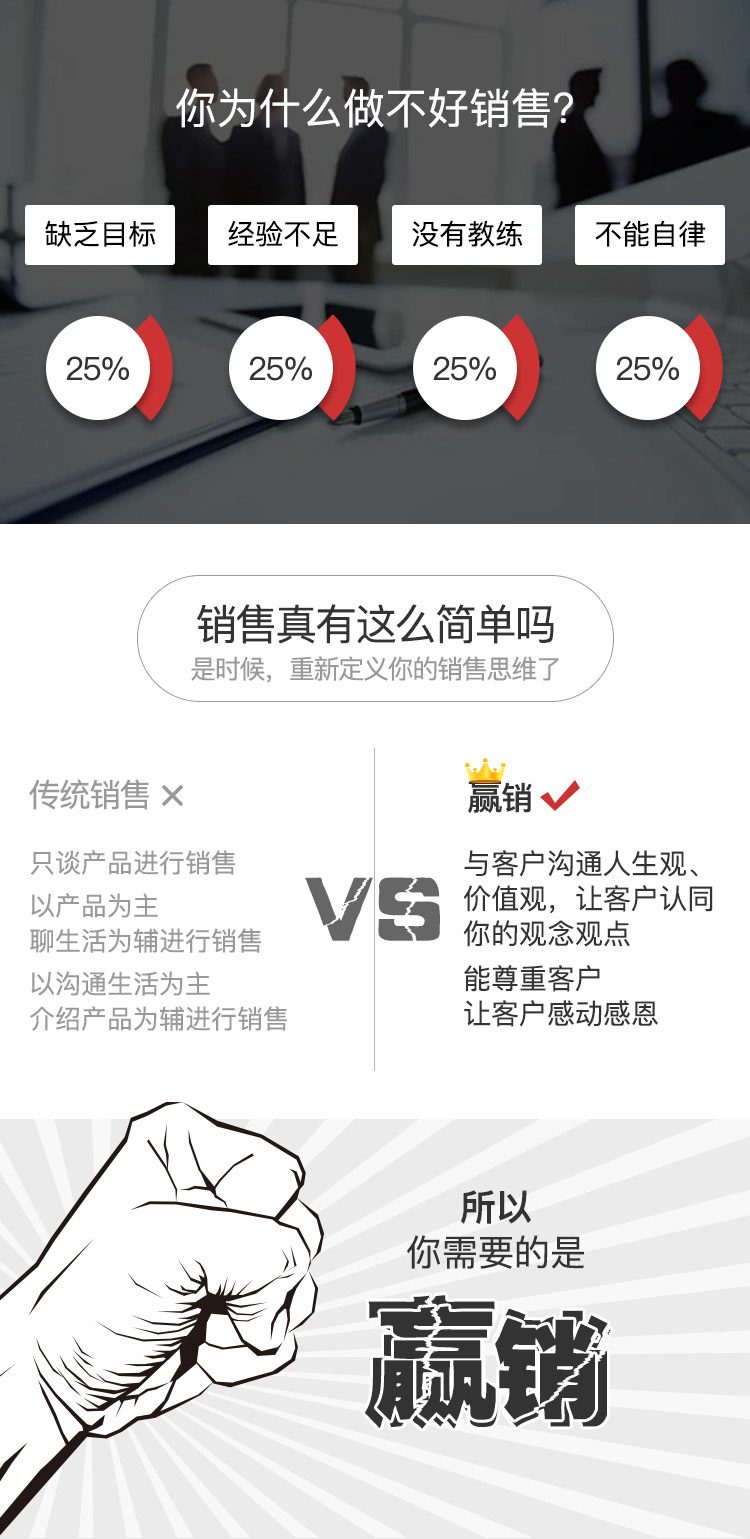 你为什么做不好销售?
缺乏目标
经验不足
没有教练
不能自律
25%
25%
25%
25%
销售真有这么简单吗
是时候，重新定义你的销售思维了
传统销售
只谈产品进行销售
以产品为主
聊生活为辅进行销售
以沟通生活为主
介绍产品为辅进行销售
VS
赢销
与客户沟通人生观、
价值观，让客户认同
你的观念观点
能尊重客户
让客户感动感恩
所以
你需要的是
赢销